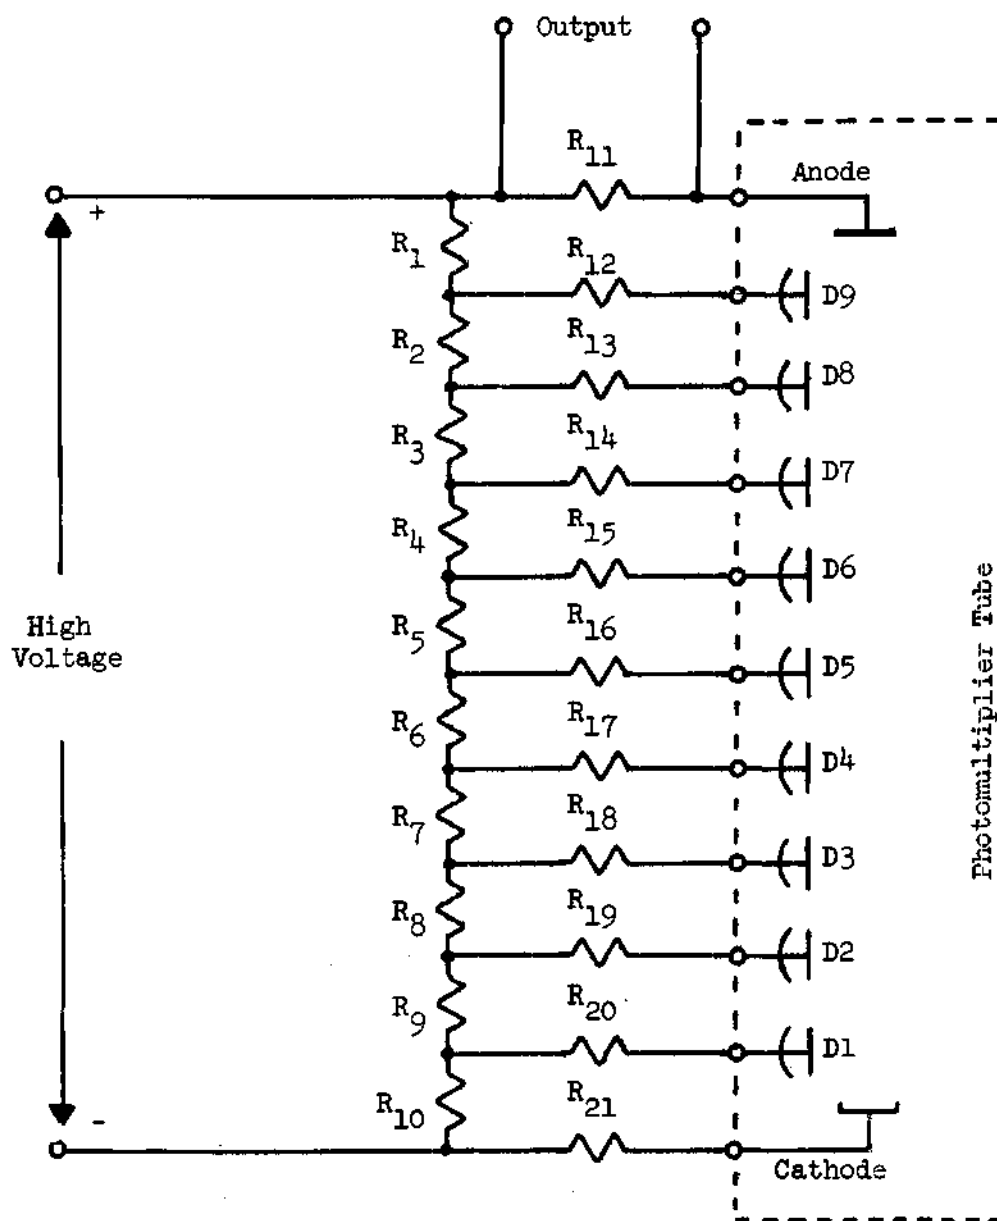 Output
R11
Anode
+
R1
R12
D9
R2
R13
D8
R3
R14
D7
R4
R15
D6
High
Voltage
R5
R16
D5
R6
R17
D4
R7
R18
D3
R8
R19
D2
R9
R20
D1
R10
R21
-
Cathode
Photomultiplier Tube